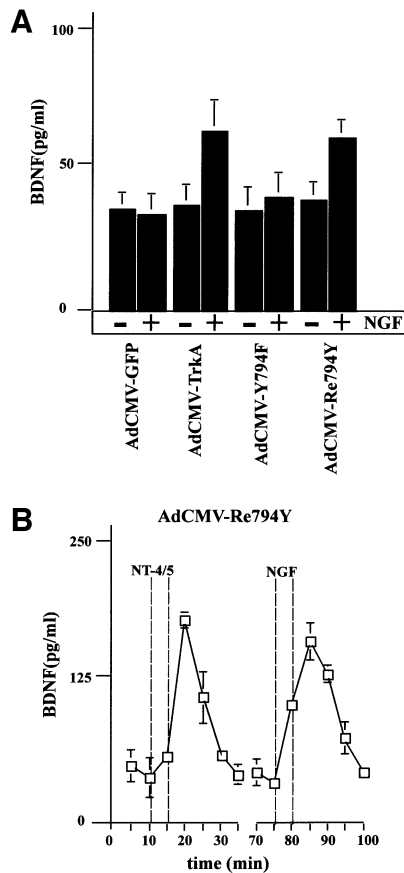 A
100
BDNF(pg/ml)
50
0
- + - + - + - + NGF
AdCMV-GFP
AdCMV-TrkA
AdCMV-Y794F
AdCMV-Re794Y
B
AdCMV-Re794Y
250
NT-4/5 NGF
BDNF(pg/ml)
125
0
0 10 20 30 70 80 90 100
time (min)